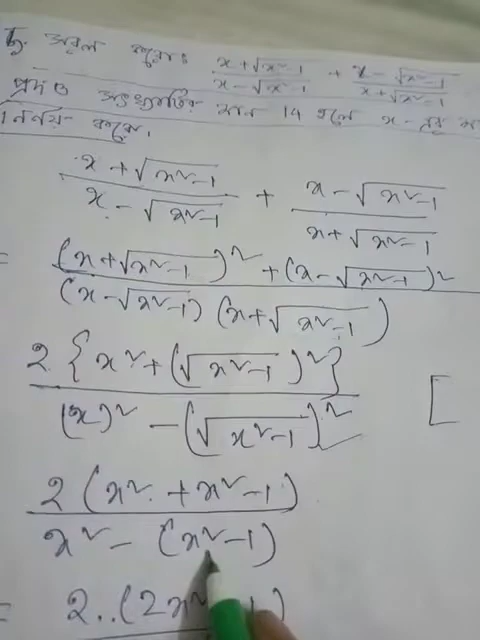 সরল করো: (x+√(x²-1))/(x-√(x²-1)) + (x-√(x²-1))/(x+√(x²-1))
প্রদত্ত সংখ্যাটির মান 14 হলে x-এর
নির্ণয় করো।
(x+√(x²-1))/(x-√(x²-1)) + (x-√(x²-1))/(x+√(x²-1))
= ((x+√(x²-1))²+(x-√(x²-1))²)/((x-√(x²-1))(x+√(x²-1)))
2{x²+(√(x²-1))²}/((x)²-(√(x²-1))²) [
2(x²+x²-1)/(x²-(x²-1))
= 2.(2x² 1)